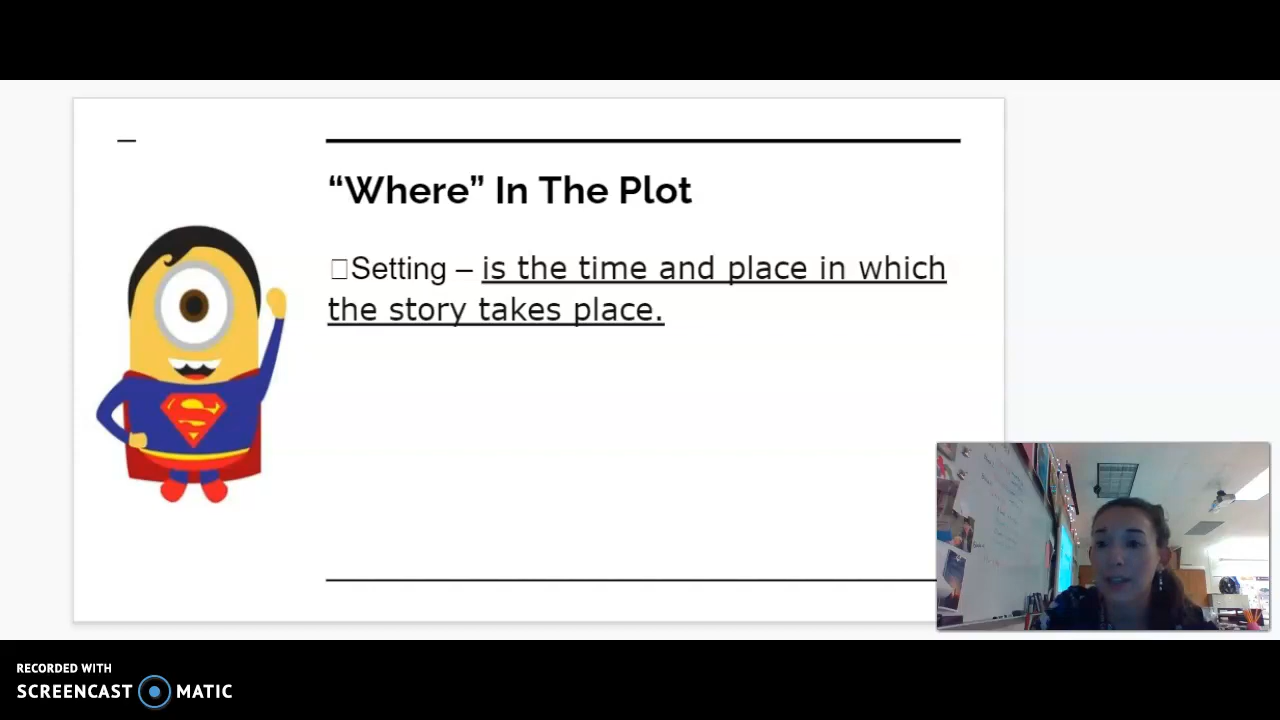 “Where” In The Plot
□Setting – is the time and place in which
the story takes place.
RECORDED WITH
SCREENCAST MATIC